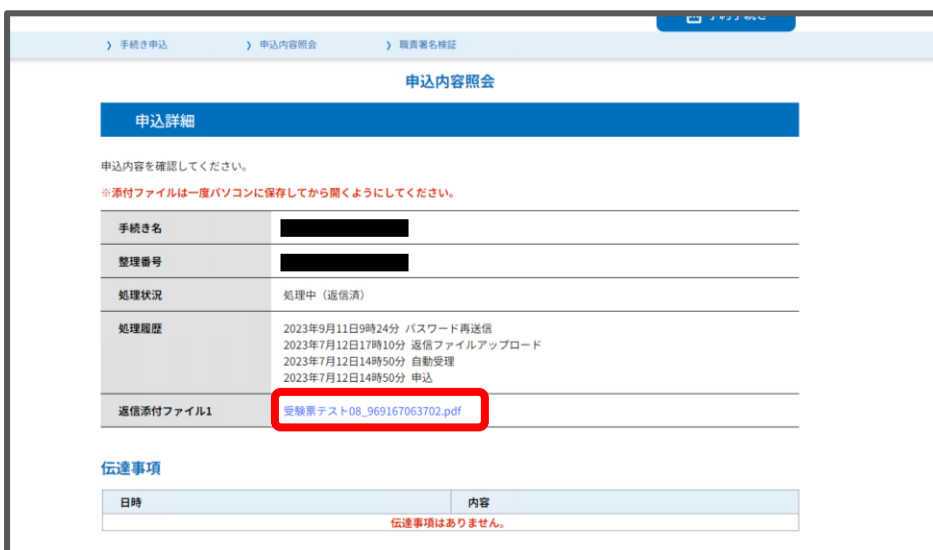 手続き申込
申込内容照会
職責署名検証
申込内容照会
申込詳細
申込内容を確認してください。
※添付ファイルは一度パソコンに保存してから開くようにしてください。
手続き名
整理番号
処理状況
処理中（返信済）
処理履歴
2023年9月11日9時24分 パスワード再送信
2023年7月12日17時10分 返信ファイルアップロード
2023年7月12日14時50分 自動受理
2023年7月12日14時50分 申込
返信添付ファイル1
受験票テスト08_969167063702.pdf
伝達事項
日時
内容
伝達事項はありません。